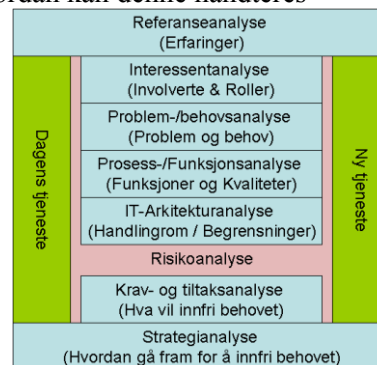 ordan kan denne håndteres
Referanseanalyse
(Erfaringer)
Dagens tjeneste
Interessentanalyse
(Involverte & Roller)
Problem-/behovsanalyse
(Problem og behov)
Prosess-/Funksjonsanalyse
(Funksjoner og Kvaliteter)
IT-Arkitekturanalyse
(Handlingrom / Begrensninger)
Risikoanalyse
Krav- og tiltaksanalyse
(Hva vil innfri behovet)
Ny tjeneste
Strategianalyse
(Hvordan gå fram for å innfri behovet)